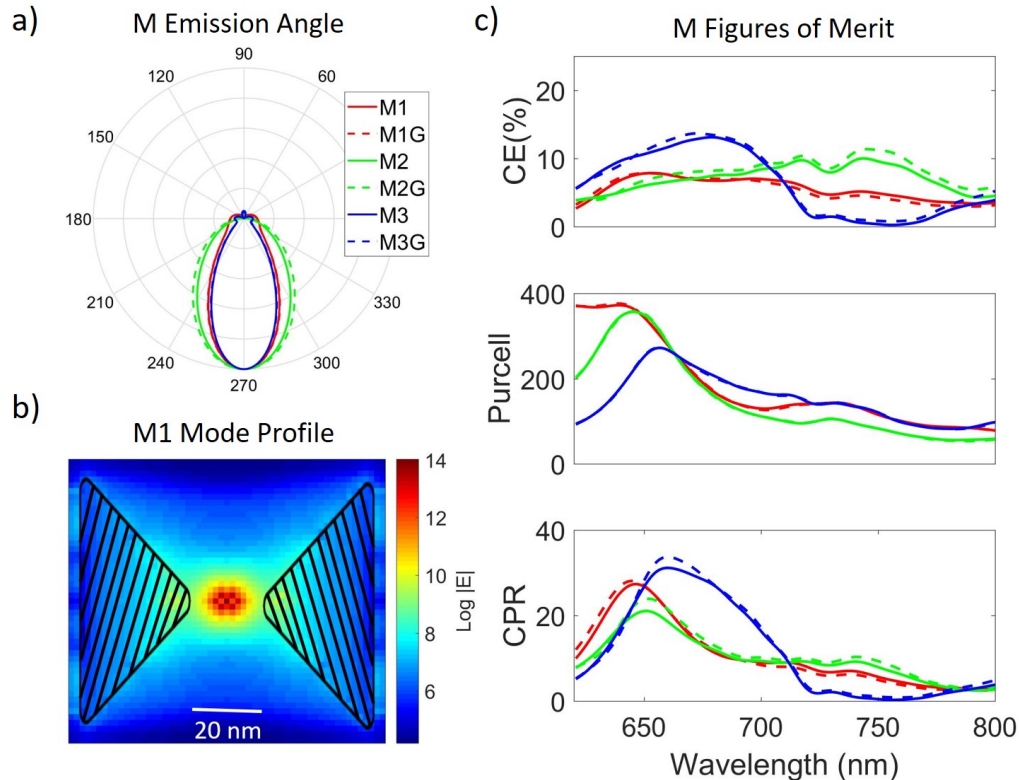 a)
M Emission Angle
90
120
60
150
180
210
330
240
300
270
M1
M1G
M2
M2G
M3
M3G
b)
M1 Mode Profile
14
12
10
8
6
Log |E|
20 nm
c)
M Figures of Merit
20
10
0
CE(%)
400
200
0
Purcell
40
20
0
CPR
650
700
750
800
Wavelength (nm)